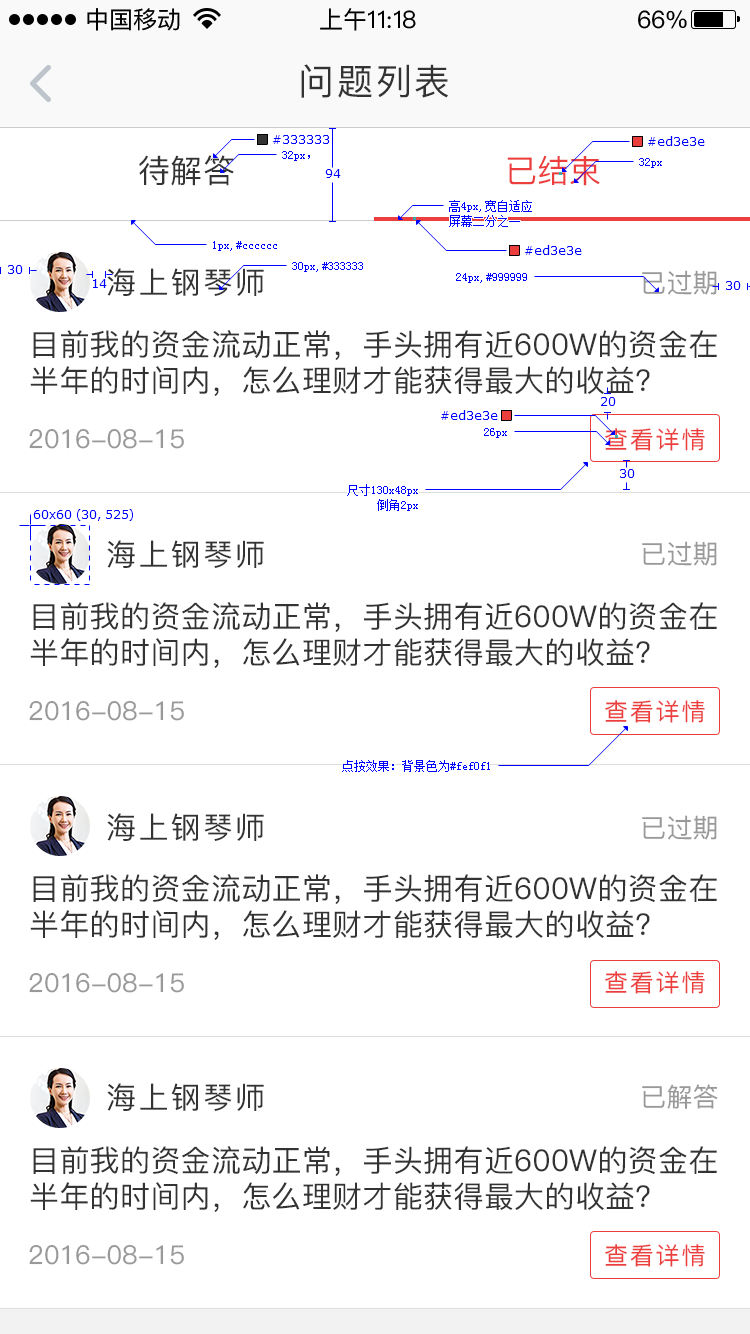 中国移动 上午11:18 66%
问题列表
#333333
#ed3e3e
32px,
32px
94
待解答
已结束
高4px,宽自适应
屏幕二分之一
1px,#cccccc
#ed3e3e
30px,#333333
24px,#999999
30
14
海上钢琴师
已过期
30
目前我的资金流动正常，手头拥有近600W的资金在
半年的时间内，怎么理财才能获得最大的收益？
20
#ed3e3e
26px
2016-08-15
查看详情
30
尺寸130x48px
倒角2px
60x60 (30, 525)
海上钢琴师
已过期
目前我的资金流动正常，手头拥有近600W的资金在
半年的时间内，怎么理财才能获得最大的收益？
2016-08-15
查看详情
点按效果：背景色为#fef0f1
海上钢琴师
已过期
目前我的资金流动正常，手头拥有近600W的资金在
半年的时间内，怎么理财才能获得最大的收益？
2016-08-15
查看详情
海上钢琴师
已解答
目前我的资金流动正常，手头拥有近600W的资金在
半年的时间内，怎么理财才能获得最大的收益？
2016-08-15
查看详情